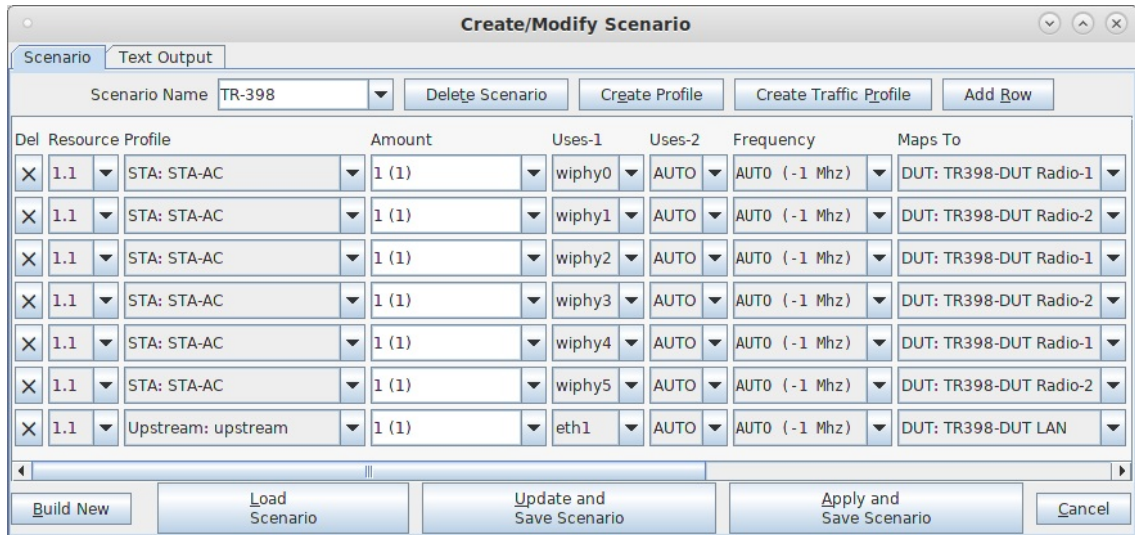 Create/Modify Scenario
Scenario Text Output
Scenario Name TR-398 Delete Scenario Create Profile Create Traffic Profile Add Row
Del Resource Profile Amount Uses-1 Uses-2 Frequency Maps To
X 1.1 STA: STA-AC 1 (1) wiphy0 AUTO AUTO (-1 Mhz) DUT: TR398-DUT Radio-1
X 1.1 STA: STA-AC 1 (1) wiphy1 AUTO AUTO (-1 Mhz) DUT: TR398-DUT Radio-2
X 1.1 STA: STA-AC 1 (1) wiphy2 AUTO AUTO (-1 Mhz) DUT: TR398-DUT Radio-1
X 1.1 STA: STA-AC 1 (1) wiphy3 AUTO AUTO (-1 Mhz) DUT: TR398-DUT Radio-2
X 1.1 STA: STA-AC 1 (1) wiphy4 AUTO AUTO (-1 Mhz) DUT: TR398-DUT Radio-1
X 1.1 STA: STA-AC 1 (1) wiphy5 AUTO AUTO (-1 Mhz) DUT: TR398-DUT Radio-2
X 1.1 Upstream: upstream 1 (1) eth1 AUTO AUTO (-1 Mhz) DUT: TR398-DUT LAN
Build New Load Scenario Update and Save Scenario Apply and Save Scenario Cancel